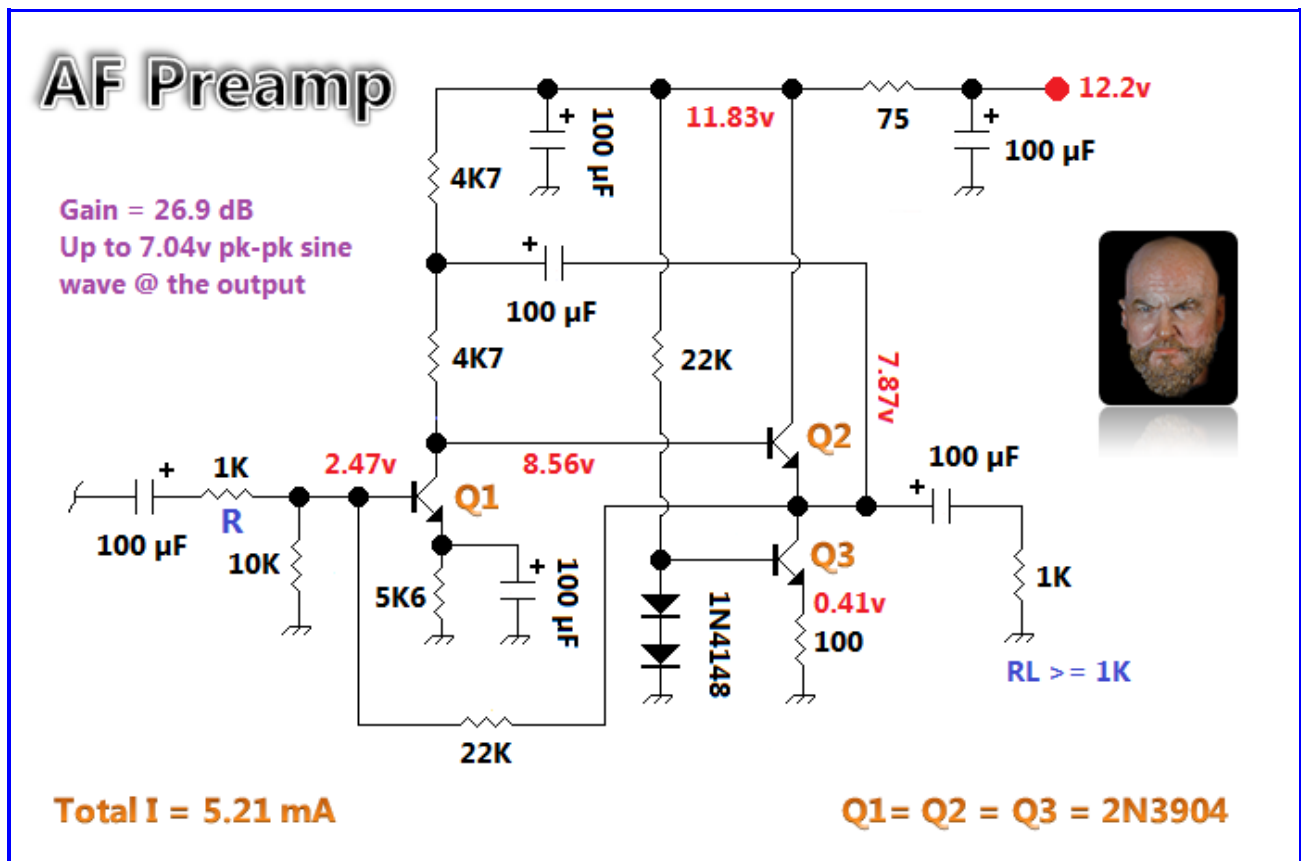 AF Preamp
12.2v
11.83v
75
100 µF
100 µF
4K7
Gain = 26.9 dB
Up to 7.04v pk-pk sine
wave @ the output
+
+
+
100 µF
4K7
22K
7.87v
Q2
1K
2.47v
8.56v
100 µF
+
+
R
Q1
100 µF
10K
Q3
1K
5K6
+
100 µF
1N4148
0.41v
100
RL >= 1K
22K
Total I = 5.21 mA
Q1= Q2 = Q3 = 2N3904